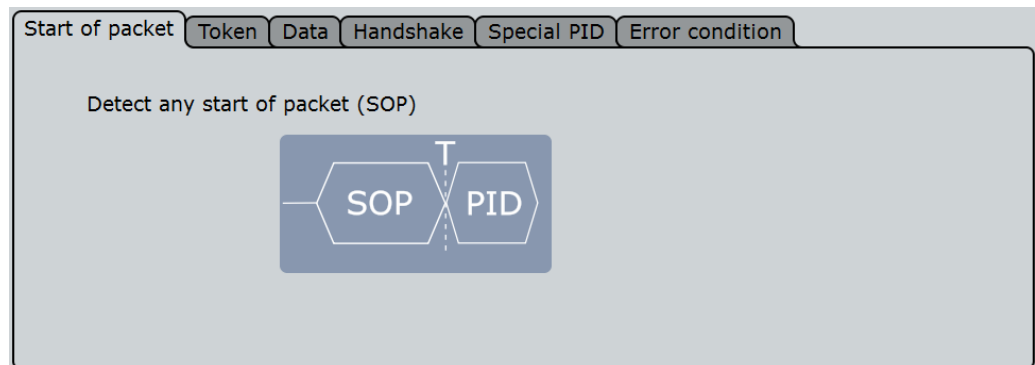 Start of packet Token Data Handshake Special PID Error condition
Detect any start of packet (SOP)
T
SOP PID